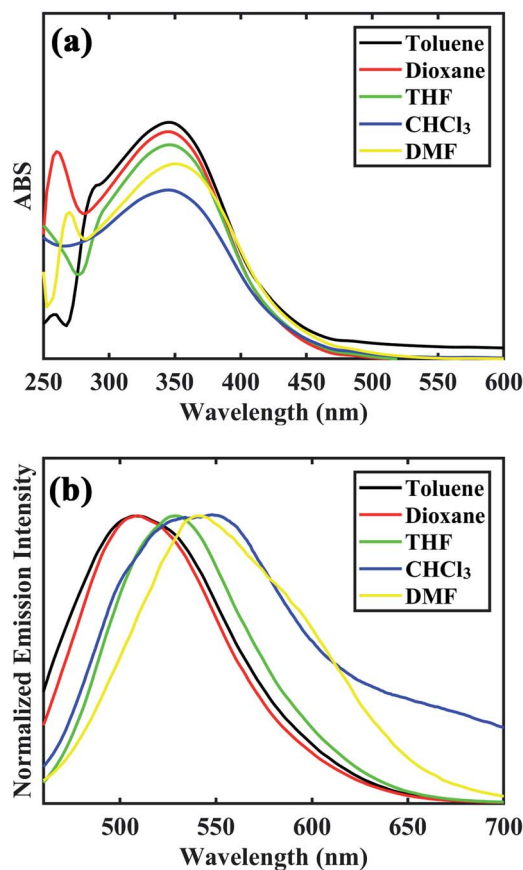 (a)
Toluene
Dioxane
THF
CHCl₃
DMF
ABS
250 300 350 400 450 500 550 600
Wavelength (nm)
(b)
Toluene
Dioxane
THF
CHCl₃
DMF
Normalized Emission Intensity
500 550 600 650 700
Wavelength (nm)